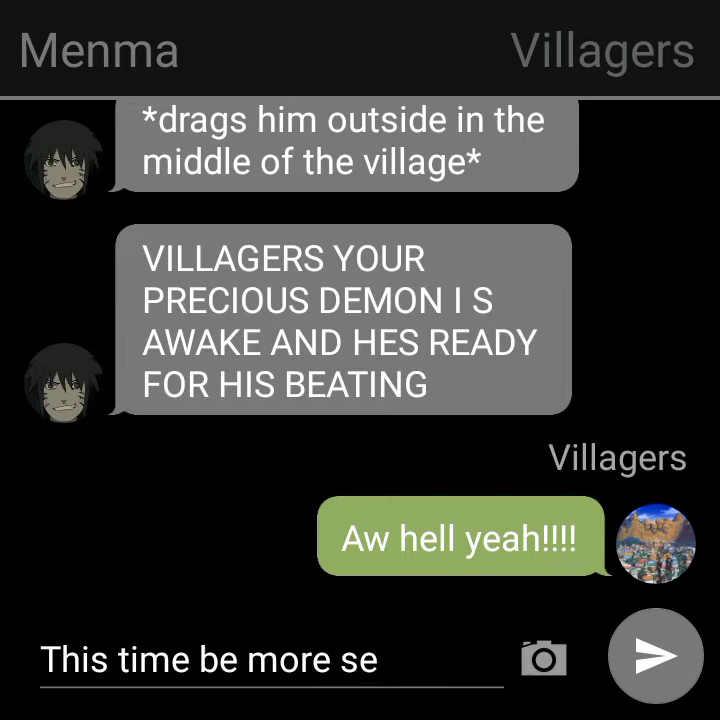 Menma
Villagers
*drags him outside in the
middle of the village*
VILLAGERS YOUR
PRECIOUS DEMON I S
AWAKE AND HES READY
FOR HIS BEATING
Villagers
Aw hell yeah!!!!
This time be more se